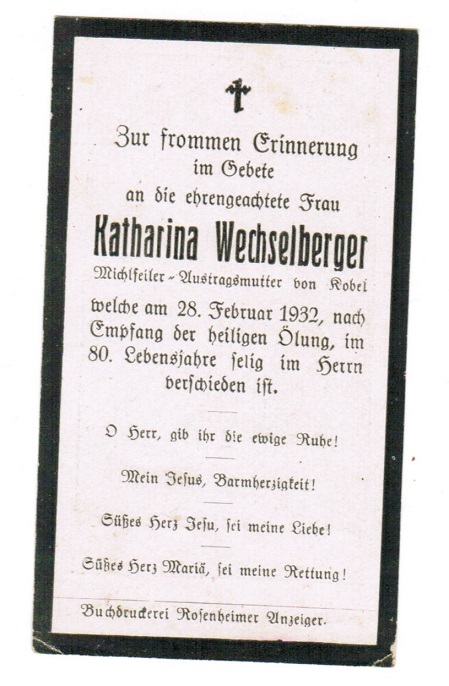 Zur frommen Erinnerung
im Gebete
an die ehrengeachtete Frau
Katharina Wechselberger
Michlfeiler-Austragsmutter von Kobel
welche am 28. Februar 1932, nach
Empfang der heiligen Ölung, im
80. Lebensjahre selig im Herrn
verschieden ist.
O Herr, gib ihr die ewige Ruhe!
Mein Jesus, Barmherzigkeit!
Süßes Herz Jesu, sei meine Liebe!
Süßes Herz Mariä, sei meine Rettung!
Buchdruckerei Rosenheimer Anzeiger.